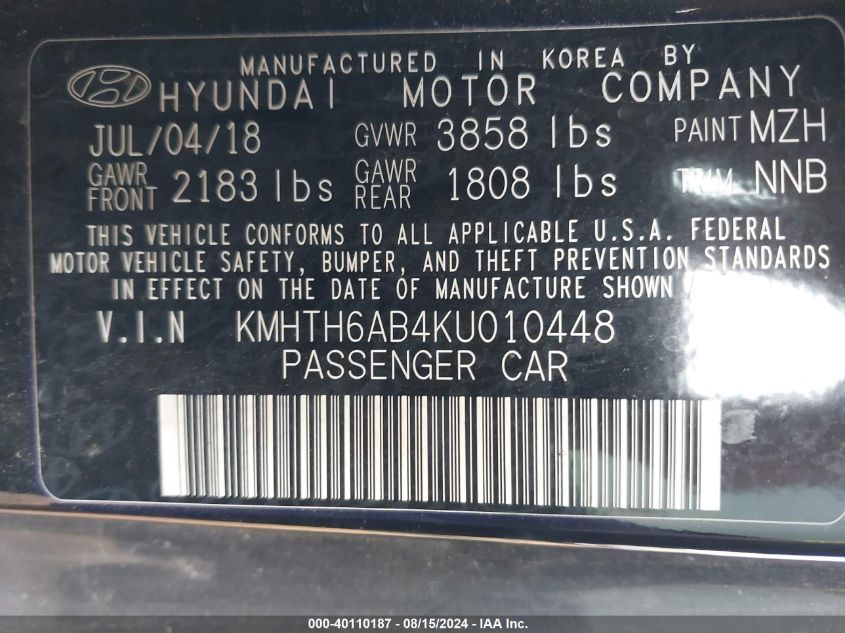 MANUFACTURED IN KOREA BY
HYUNDAI MOTOR COMPANY
JUL/04/18 GVWR 3858 lbs PAINT MZH
GAWR FRONT 2183 lbs GAWR REAR 1808 lbs TRIM NNB
THIS VEHICLE CONFORMS TO ALL APPLICABLE U.S.A. FEDERAL
MOTOR VEHICLE SAFETY, BUMPER, AND THEFT PREVENTION STANDARDS
IN EFFECT ON THE DATE OF MANUFACTURE SHOWN
V.I.N KMHTH6AB4KU010448
PASSENGER CAR
000-40110187 - 08/15/2024 - IAA Inc.